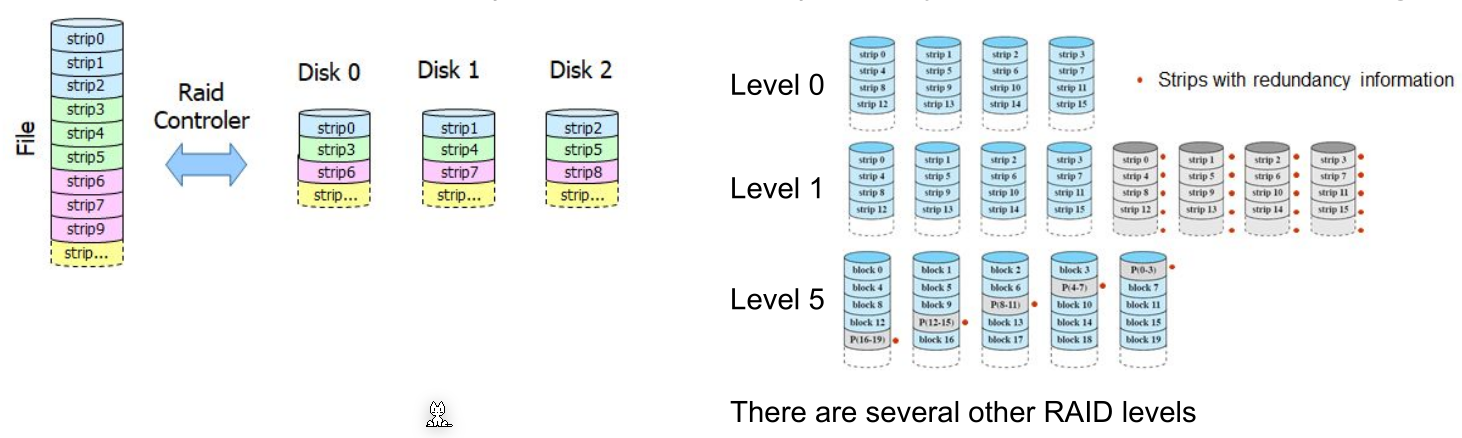 File
strip0
strip1
strip2
strip3
strip4
strip5
strip6
strip7
strip9
strip...
Raid
Controler
Disk 0
strip0
strip3
strip6
strip...
Disk 1
strip1
strip4
strip7
strip...
Disk 2
strip2
strip5
strip8
strip...
Level 0
strip 0 strip 1 strip 2 strip 3
strip 4 strip 5 strip 6 strip 7
strip 8 strip 9 strip 10 strip 11
strip 12 strip 13 strip 14 strip 15
• Strips with redundancy information
Level 1
strip 0 strip 1 strip 2 strip 3 strip 0 strip 1 strip 2 strip 3
strip 4 strip 5 strip 6 strip 7 strip 4 strip 5 strip 6 strip 7
strip 8 strip 9 strip 10 strip 11 strip 8 strip 9 strip 10 strip 11
strip 12 strip 13 strip 14 strip 15 strip 12 strip 13 strip 14 strip 15
Level 5
block 0 block 1 block 2 block 3 P(0-3)
block 4 block 5 block 6 P(4-7) block 7
block 8 block 9 P(8-11) block 10 block 11
block 12 P(12-15) block 13 block 14 block 15
P(16-19) block 16 block 17 block 18 block 19
There are several other RAID levels